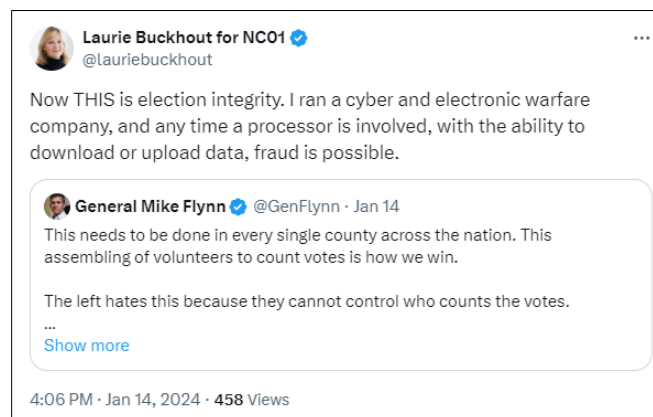 Laurie Buckhout for NC01
@lauriebuckhout
Now THIS is election integrity. I ran a cyber and electronic warfare
company, and any time a processor is involved, with the ability to
download or upload data, fraud is possible.
General Mike Flynn @GenFlynn · Jan 14
This needs to be done in every single county across the nation. This
assembling of volunteers to count votes is how we win.
The left hates this because they cannot control who counts the votes.
...
Show more
4:06 PM · Jan 14, 2024 · 458 Views